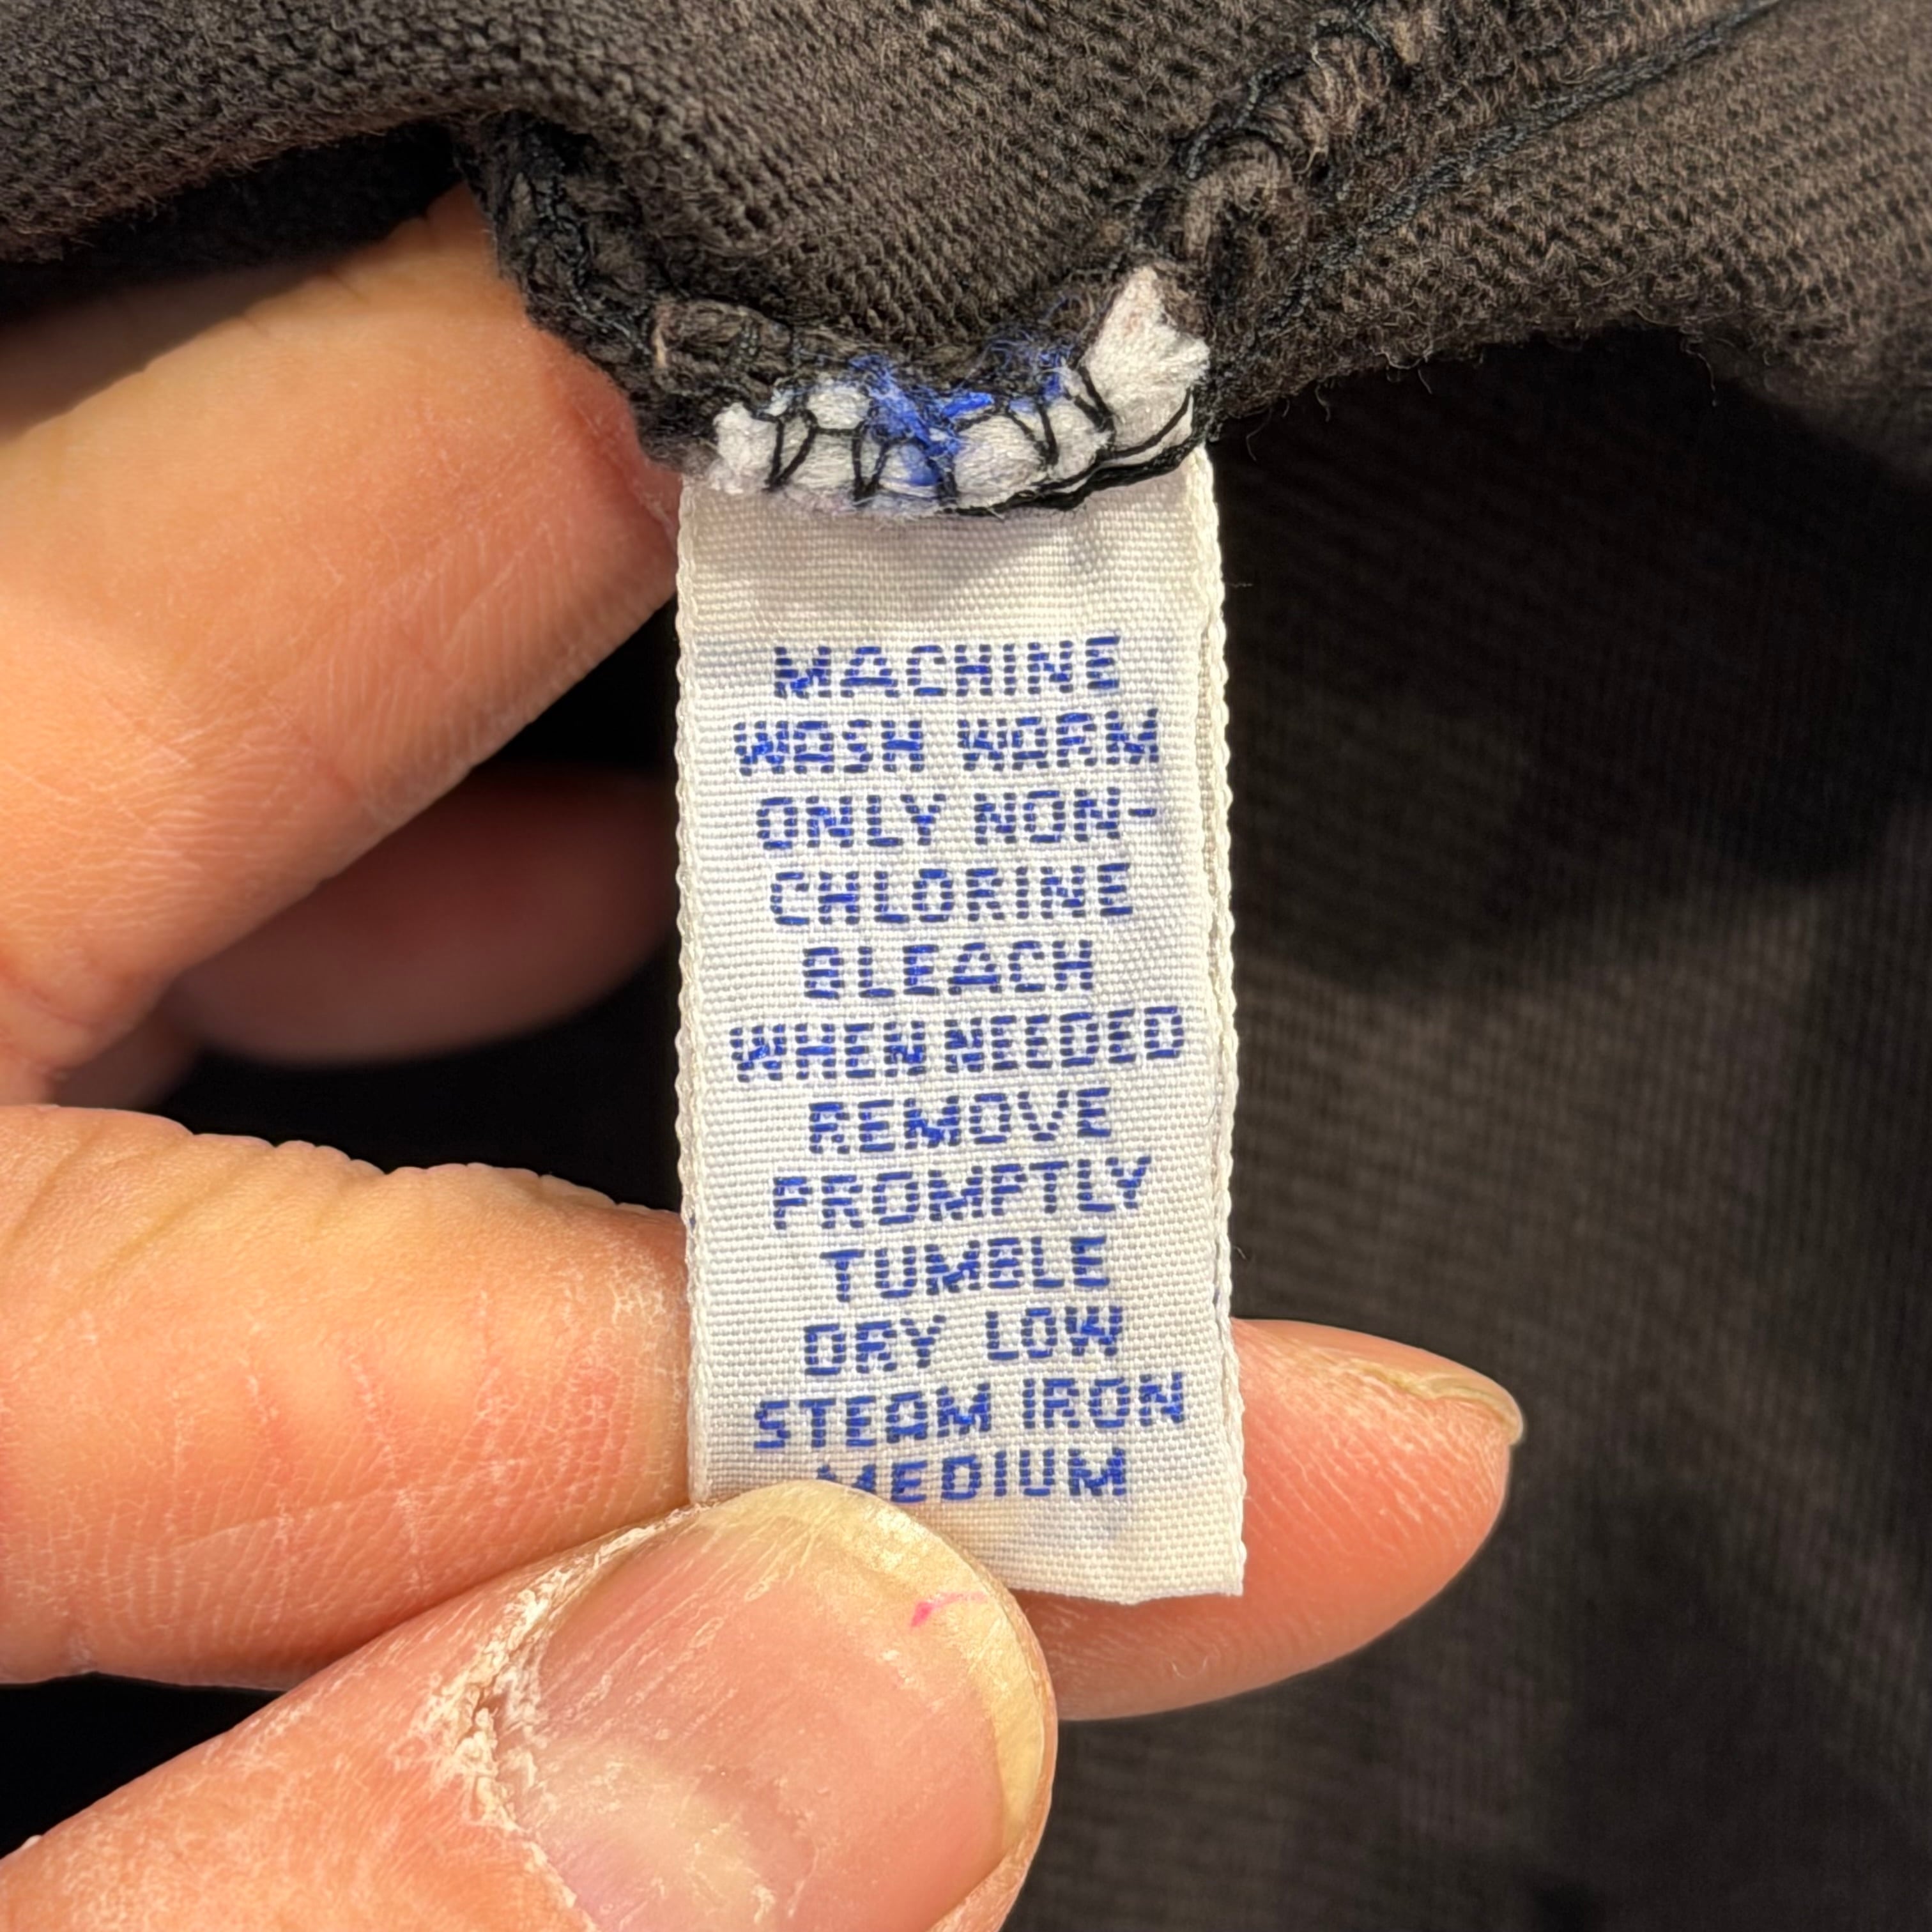 MACHINE
WASH WARM
ONLY NON-
CHLORINE
BLEACH
WHEN NEEDED
REMOVE
PROMPTLY
TUMBLE
DRY LOW
STEAM IRON
MEDIUM